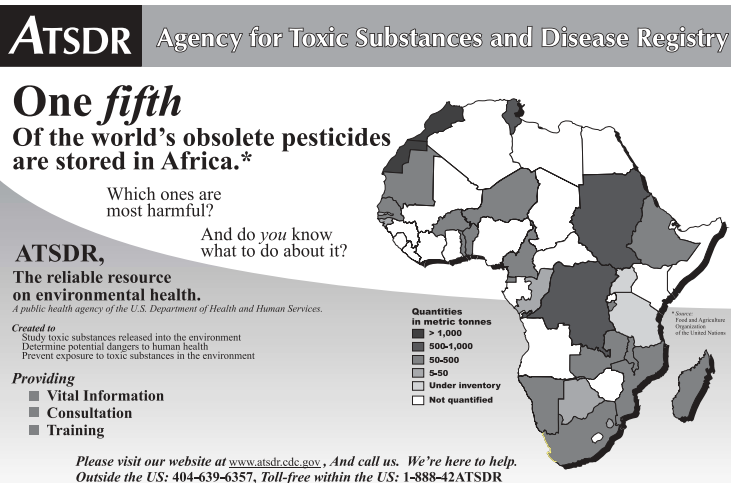 ATSDR Agency for Toxic Substances and Disease Registry
One fifth
Of the world's obsolete pesticides
are stored in Africa.*
Which ones are
most harmful?
And do you know
what to do about it?
ATSDR,
The reliable resource
on environmental health.
A public health agency of the U.S. Department of Health and Human Services.
Created to
Study toxic substances released into the environment
Determine potential dangers to human health
Prevent exposure to toxic substances in the environment
Providing
Vital Information
Consultation
Training
Quantities
in metric tonnes
> 1,000
500-1,000
50-500
5-50
Under inventory
Not quantified
* Source:
Food and Agriculture
Organization
of the United Nations
Please visit our website at www.atsdr.cdc.gov , And call us. We're here to help.
Outside the US: 404-639-6357, Toll-free within the US: 1-888-42ATSDR